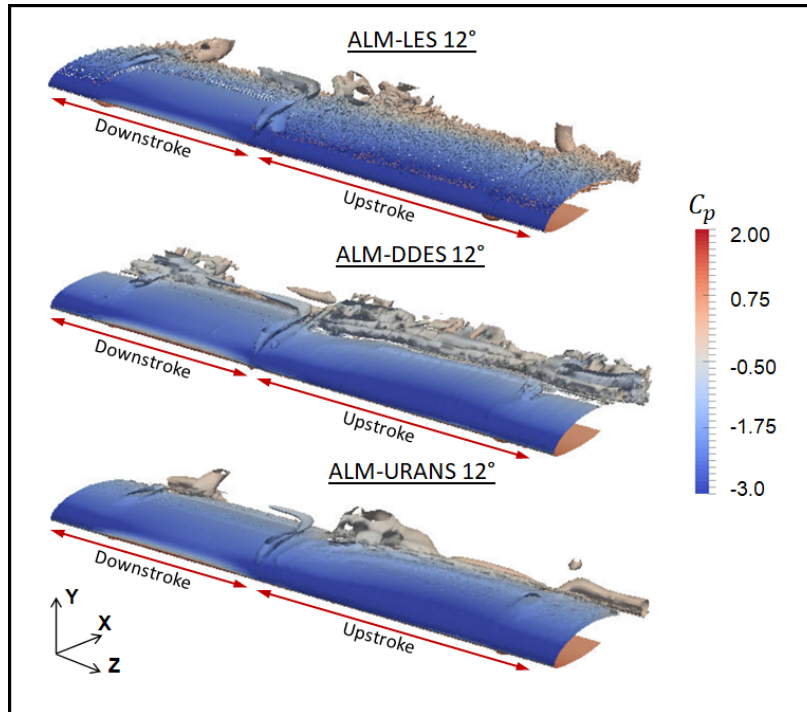 ALM-LES 12°
Downstroke
Upstroke
ALM-DDES 12°
Downstroke
Upstroke
ALM-URANS 12°
Downstroke
Upstroke
Cp
2.00
0.75
-0.50
-1.75
-3.0
Y
X
Z